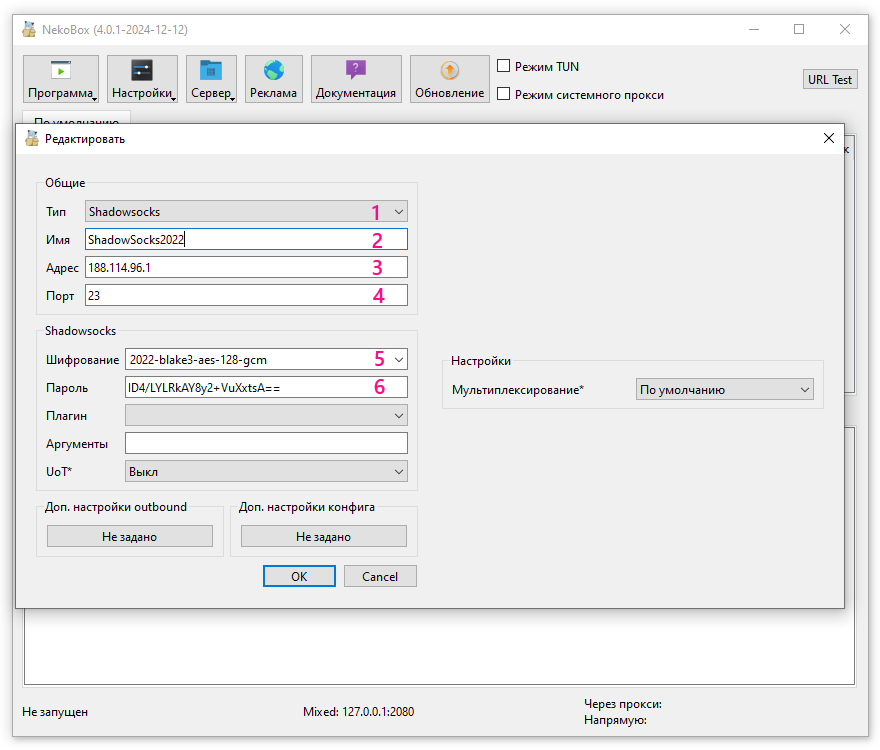 NekoBox (4.0.1-2024-12-12)
Программа
Настройки
Сервер
Реклама
Документация
Обновление
Режим TUN
Режим системного прокси
URL Test
По умолчанию
Редактировать
Общие
Тип Shadowsocks 1
Имя ShadowSocks2022 2
Адрес 188.114.96.1 3
Порт 23 4
Shadowsocks
Шифрование 2022-blake3-aes-128-gcm 5
Пароль ID4/LYLRkAY8y2+VuXxtsA== 6
Плагин
Аргументы
UoT* Выкл
Настройки
Мультиплексирование* По умолчанию
Доп. настройки outbound
Не задано
Доп. настройки конфига
Не задано
OK
Cancel
Не запущен
Mixed: 127.0.0.1:2080
Через прокси:
Напрямую: